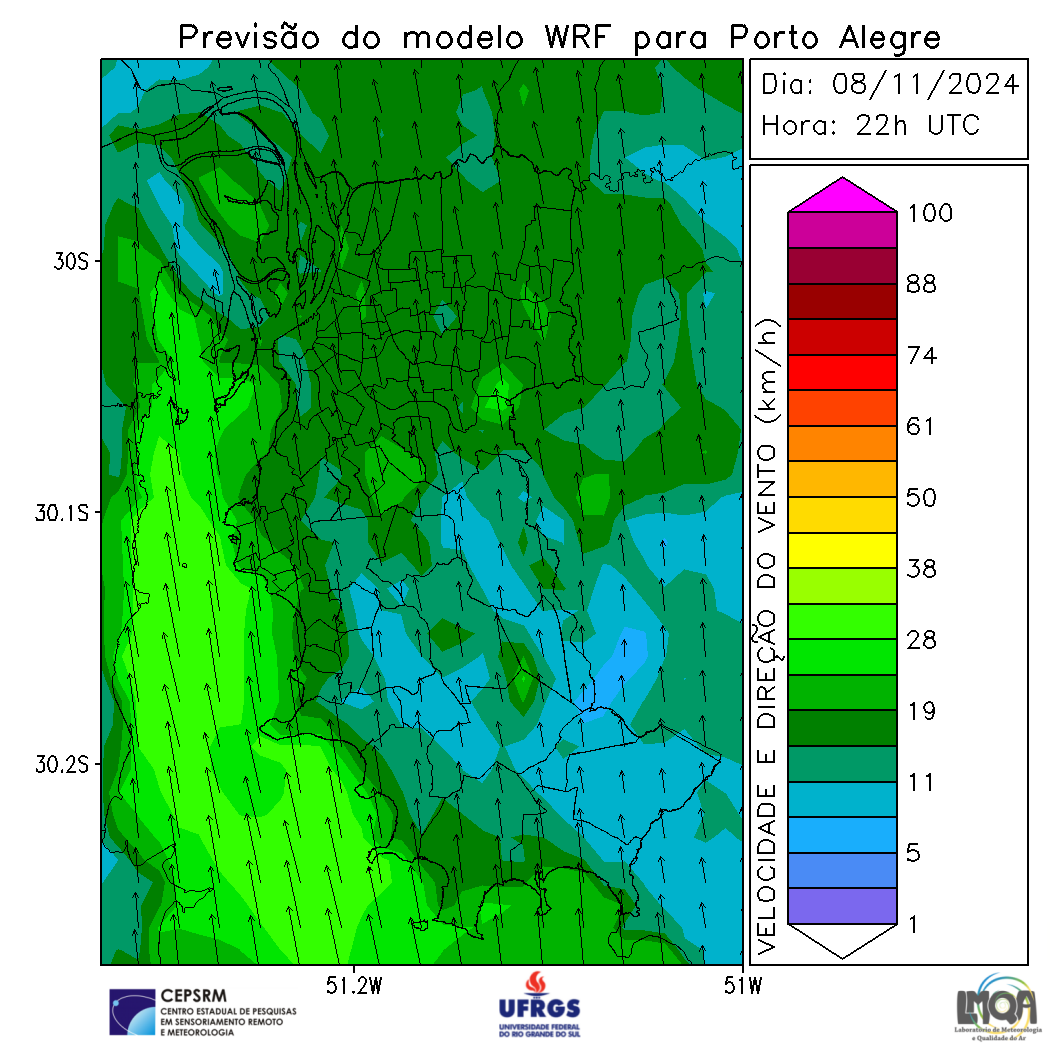 Previsão do modelo WRF para Porto Alegre
Dia: 08/11/2024
Hora: 22h UTC
30S
30.1S
30.2S
51.2W
51W
VELOCIDADE E DIREÇÃO DO VENTO (km/h)
100
88
74
61
50
38
28
19
11
5
1
CEPSRM
CENTRO ESTADUAL DE PESQUISAS
EM SENSORIAMENTO REMOTO
E METEOROLOGIA
UFRGS
UNIVERSIDADE FEDERAL
DO RIO GRANDE DO SUL
LMQA
Laboratório de Meteorologia
e Qualidade do Ar